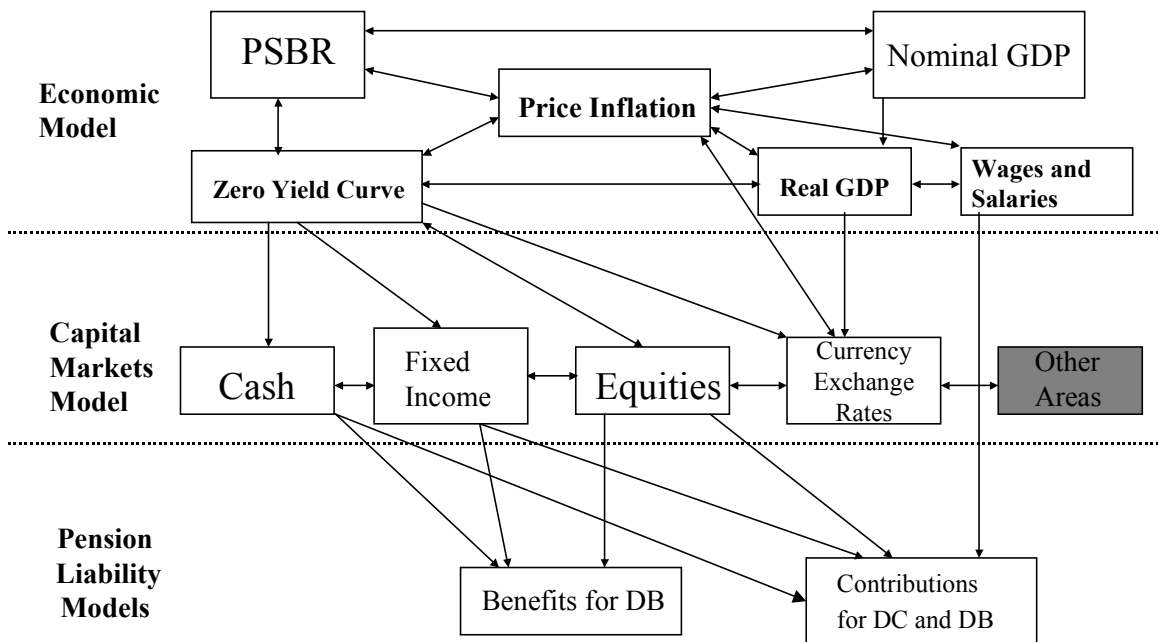 PSBR
Nominal GDP
Economic
Model
Price Inflation
Zero Yield Curve
Real GDP
Wages and
Salaries
Capital
Markets
Model
Cash
Fixed
Income
Equities
Currency
Exchange
Rates
Other
Areas
Pension
Liability
Models
Benefits for DB
Contributions
for DC and DB